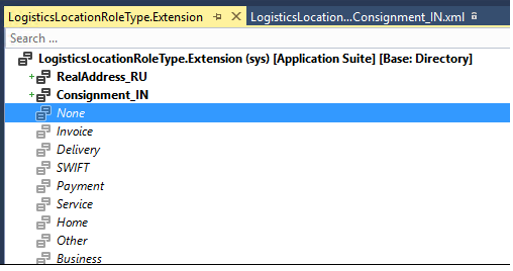 LogisticsLocationRoleType.Extension
LogisticsLocation...Consignment_IN.xml
Search ...
LogisticsLocationRoleType.Extension (sys) [Application Suite] [Base: Directory]
RealAddress_RU
Consignment_IN
None
Invoice
Delivery
SWIFT
Payment
Service
Home
Other
Business